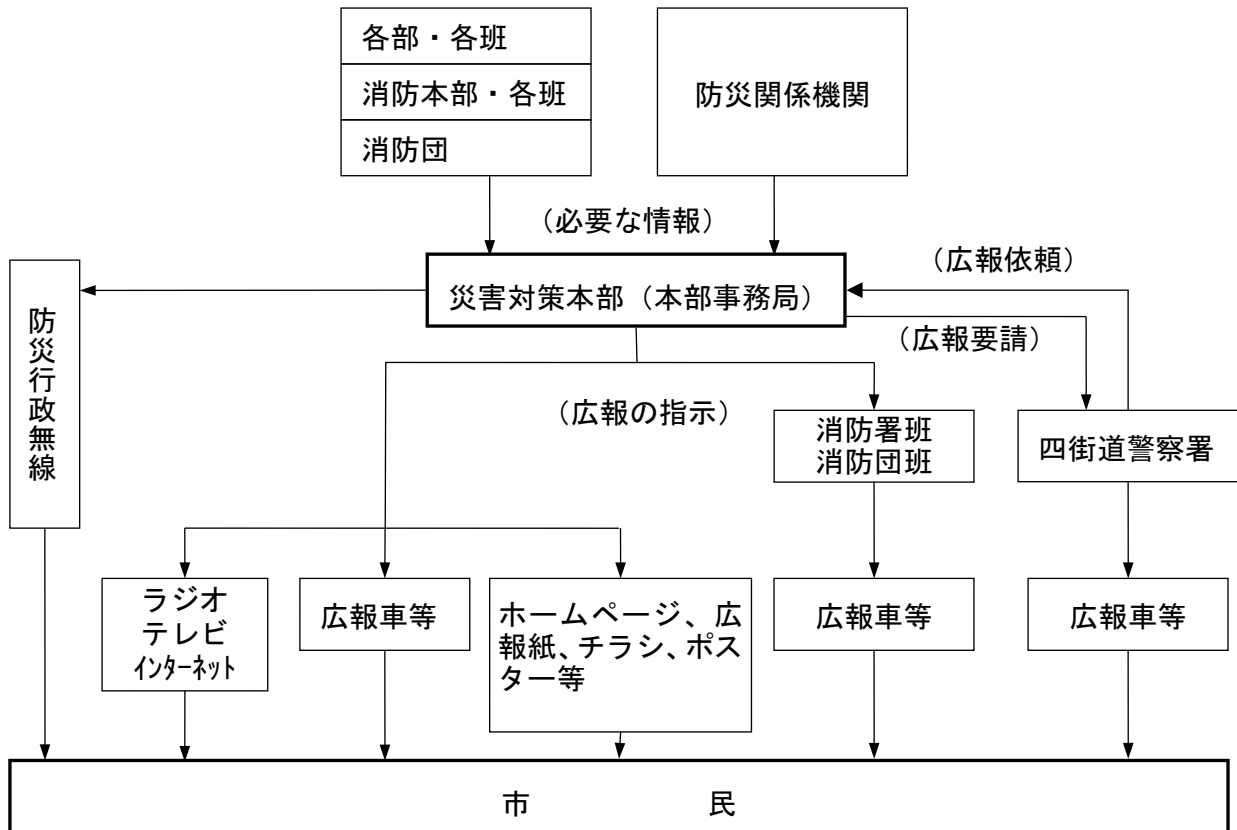 各部・各班
消防本部・各班
消防団
防災関係機関
（必要な情報）
（広報依頼）
災害対策本部（本部事務局）
（広報要請）
防災行政無線
（広報の指示）
消防署班
消防団班
四街道警察署
ラジオ
テレビ
ｲﾝﾀｰﾈｯﾄ
広報車等
ホームページ、広
報紙、チラシ、ポス
ター等
広報車等
広報車等
市　　　　　民